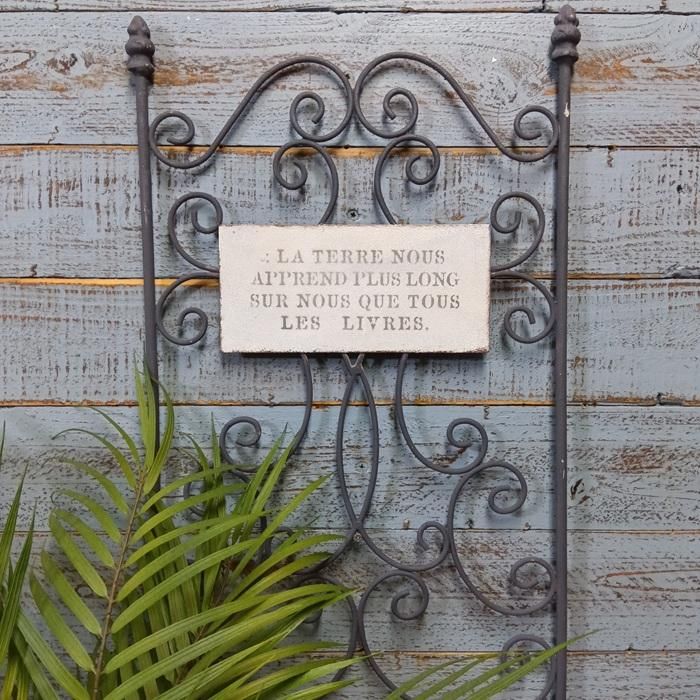 .: LA TERRE NOUS
APPREND PLUS LONG
SUR NOUS QUE TOUS
LES LIVRES.